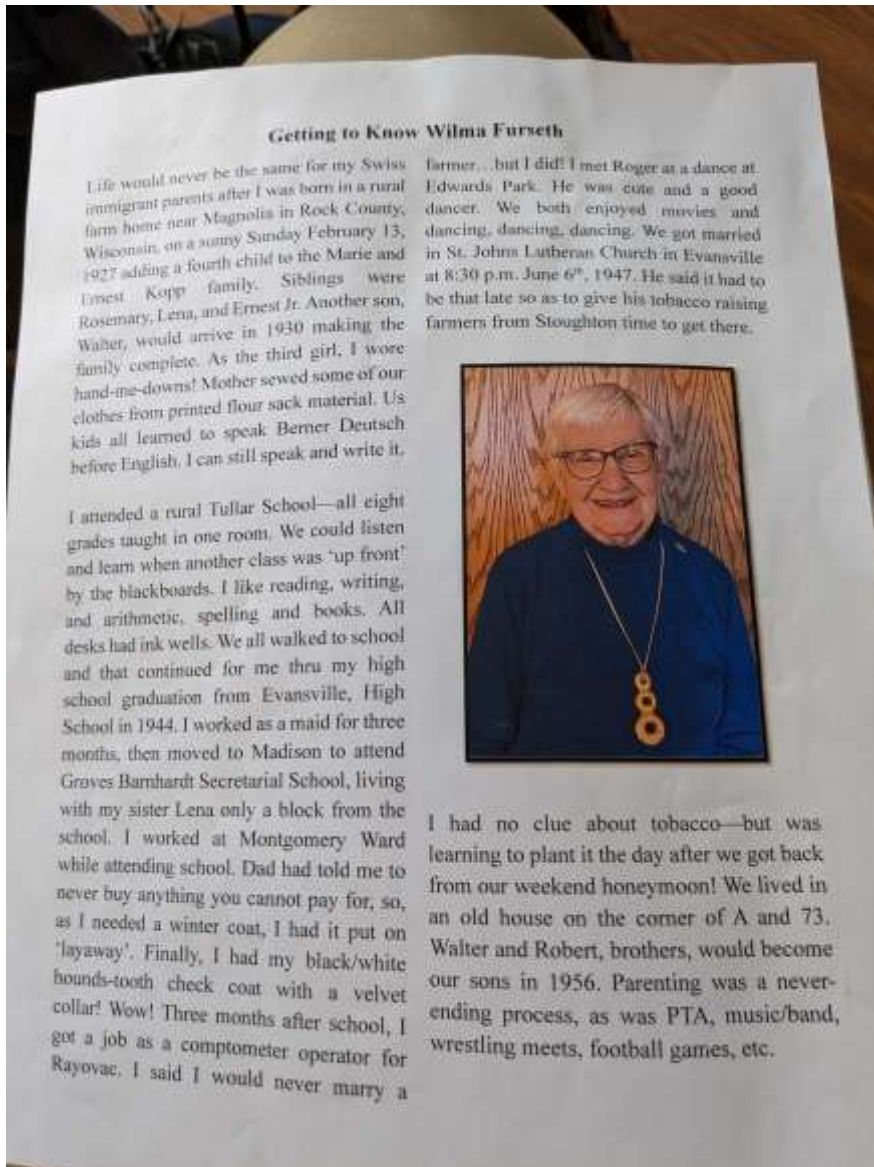 Getting to Know Wilma Furseth
Life would never be the same for my Swiss
immigrant parents after I was born in a rural
farm home near Magnolia in Rock County,
Wisconsin, on a sunny Sunday February 13,
1927 adding a fourth child to the Marie and
Ernest Kopp family. Siblings were
Rosemary, Lena, and Ernest Jr. Another son,
Walter, would arrive in 1930 making the
family complete. As the third girl, I wore
hand-me-downs! Mother sewed some of our
clothes from printed flour sack material. Us
kids all learned to speak Berner Deutsch
before English. I can still speak and write it.
I attended a rural Tullar School—all eight
grades taught in one room. We could listen
and learn when another class was ‘up front’
by the blackboards. I like reading, writing,
and arithmetic, spelling and books. All
desks had ink wells. We all walked to school
and that continued for me thru my high
school graduation from Evansville, High
School in 1944. I worked as a maid for three
months, then moved to Madison to attend
Groves Barnhardt Secretarial School, living
with my sister Lena only a block from the
school. I worked at Montgomery Ward
while attending school. Dad had told me to
never buy anything you cannot pay for, so,
as I needed a winter coat, I had it put on
‘layaway’. Finally, I had my black/white
hounds-tooth check coat with a velvet
collar! Wow! Three months after school, I
got a job as a comptometer operator for
Rayovac. I said I would never marry a
farmer…but I did! I met Roger at a dance at
Edwards Park. He was cute and a good
dancer. We both enjoyed movies and
dancing, dancing, dancing. We got married
in St. Johns Lutheran Church in Evansville
at 8:30 p.m. June 6th, 1947. He said it had to
be that late so as to give his tobacco raising
farmers from Stoughton time to get there.
I had no clue about tobacco—but was
learning to plant it the day after we got back
from our weekend honeymoon! We lived in
an old house on the corner of A and 73.
Walter and Robert, brothers, would become
our sons in 1956. Parenting was a never-
ending process, as was PTA, music/band,
wrestling meets, football games, etc.